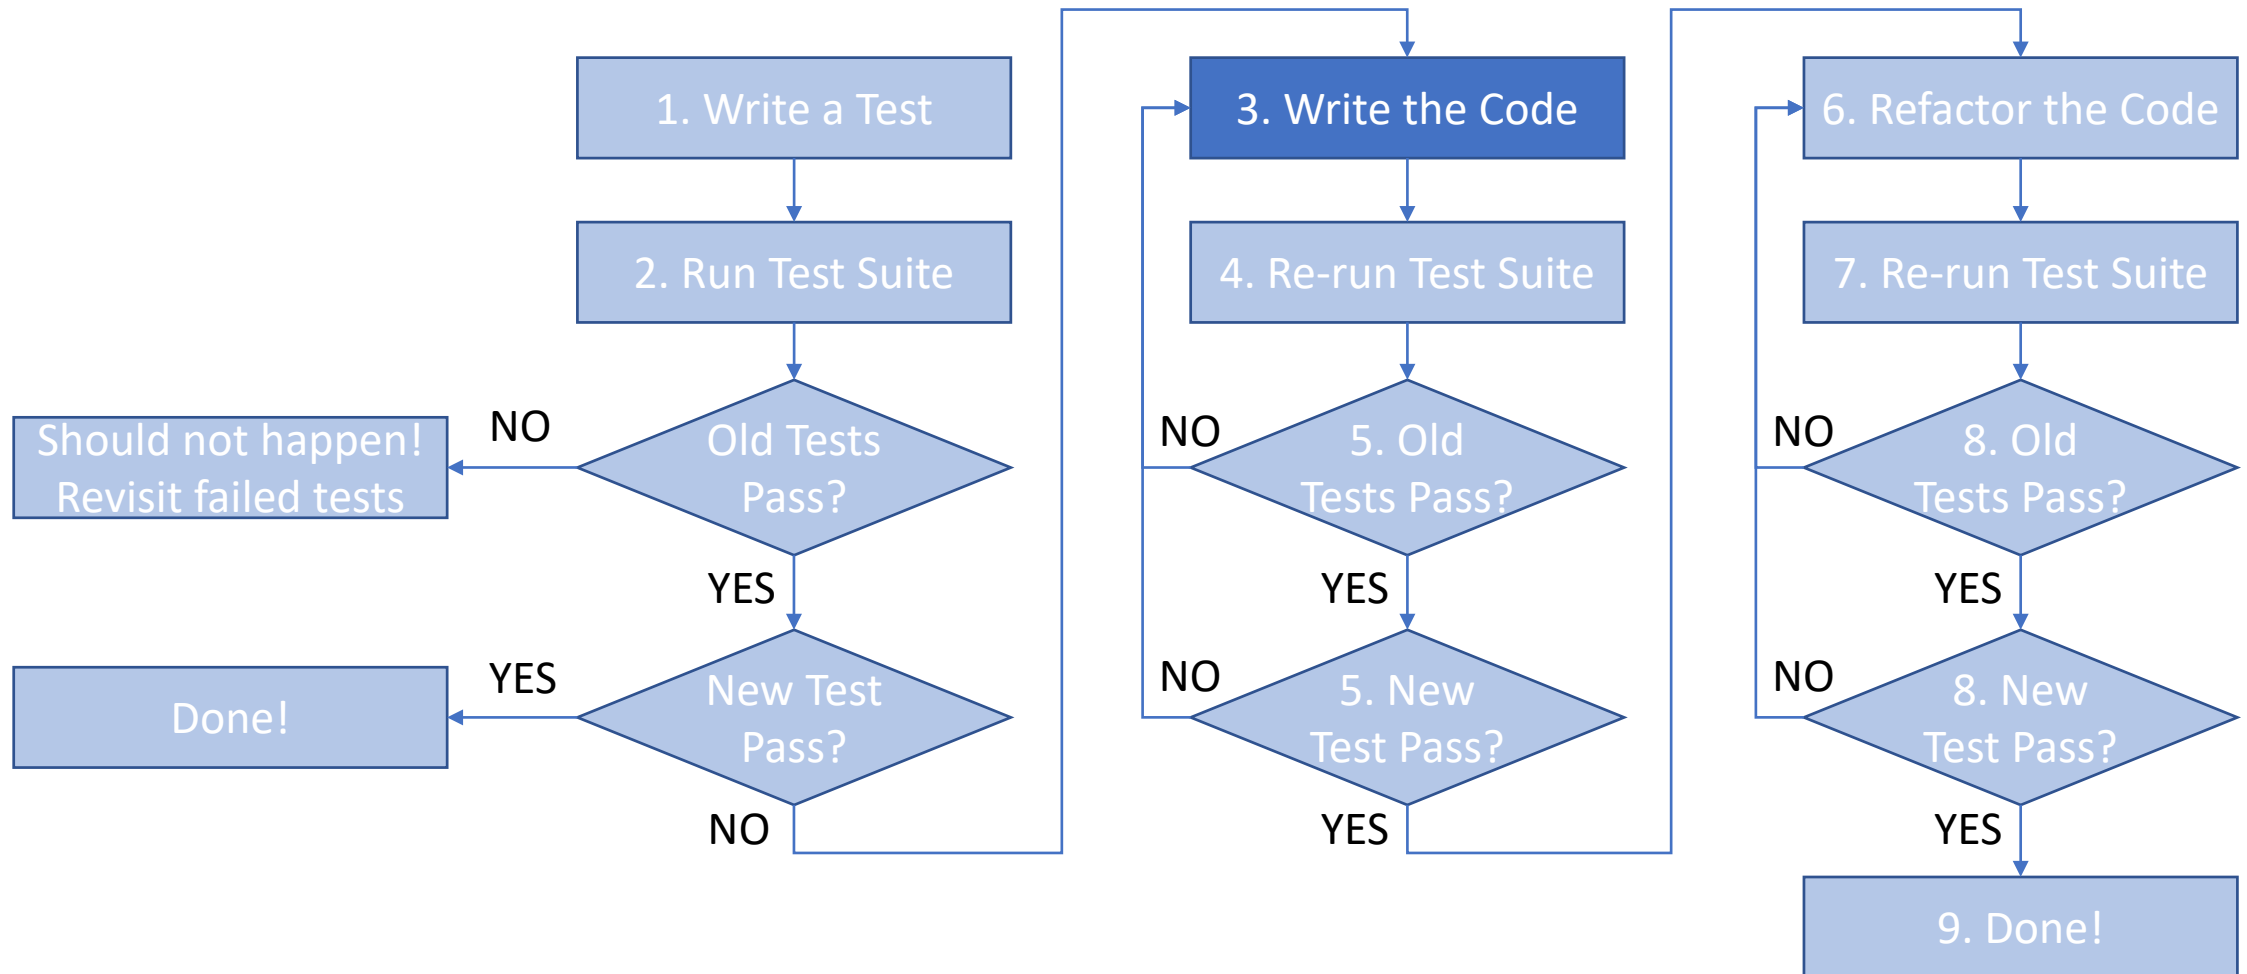 1. Write a Test
2. Run Test Suite
Old Tests
Pass?
NO
Should not happen!
Revisit failed tests
YES
New Test
Pass?
YES
Done!
NO
3. Write the Code
4. Re-run Test Suite
5. Old
Tests Pass?
NO
YES
5. New
Test Pass?
NO
YES
6. Refactor the Code
7. Re-run Test Suite
8. Old
Tests Pass?
NO
YES
8. New
Test Pass?
NO
YES
9. Done!